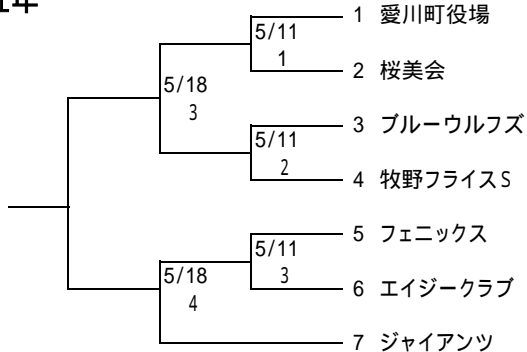 1 愛川町役場
5/11
1
2 桜美会
5/18
3
3 ブルーウルフズ
5/11
2
4 牧野フライスS
5 フェニックス
5/11
3
6 エイジークラブ
5/18
4
7 ジャイアンツ